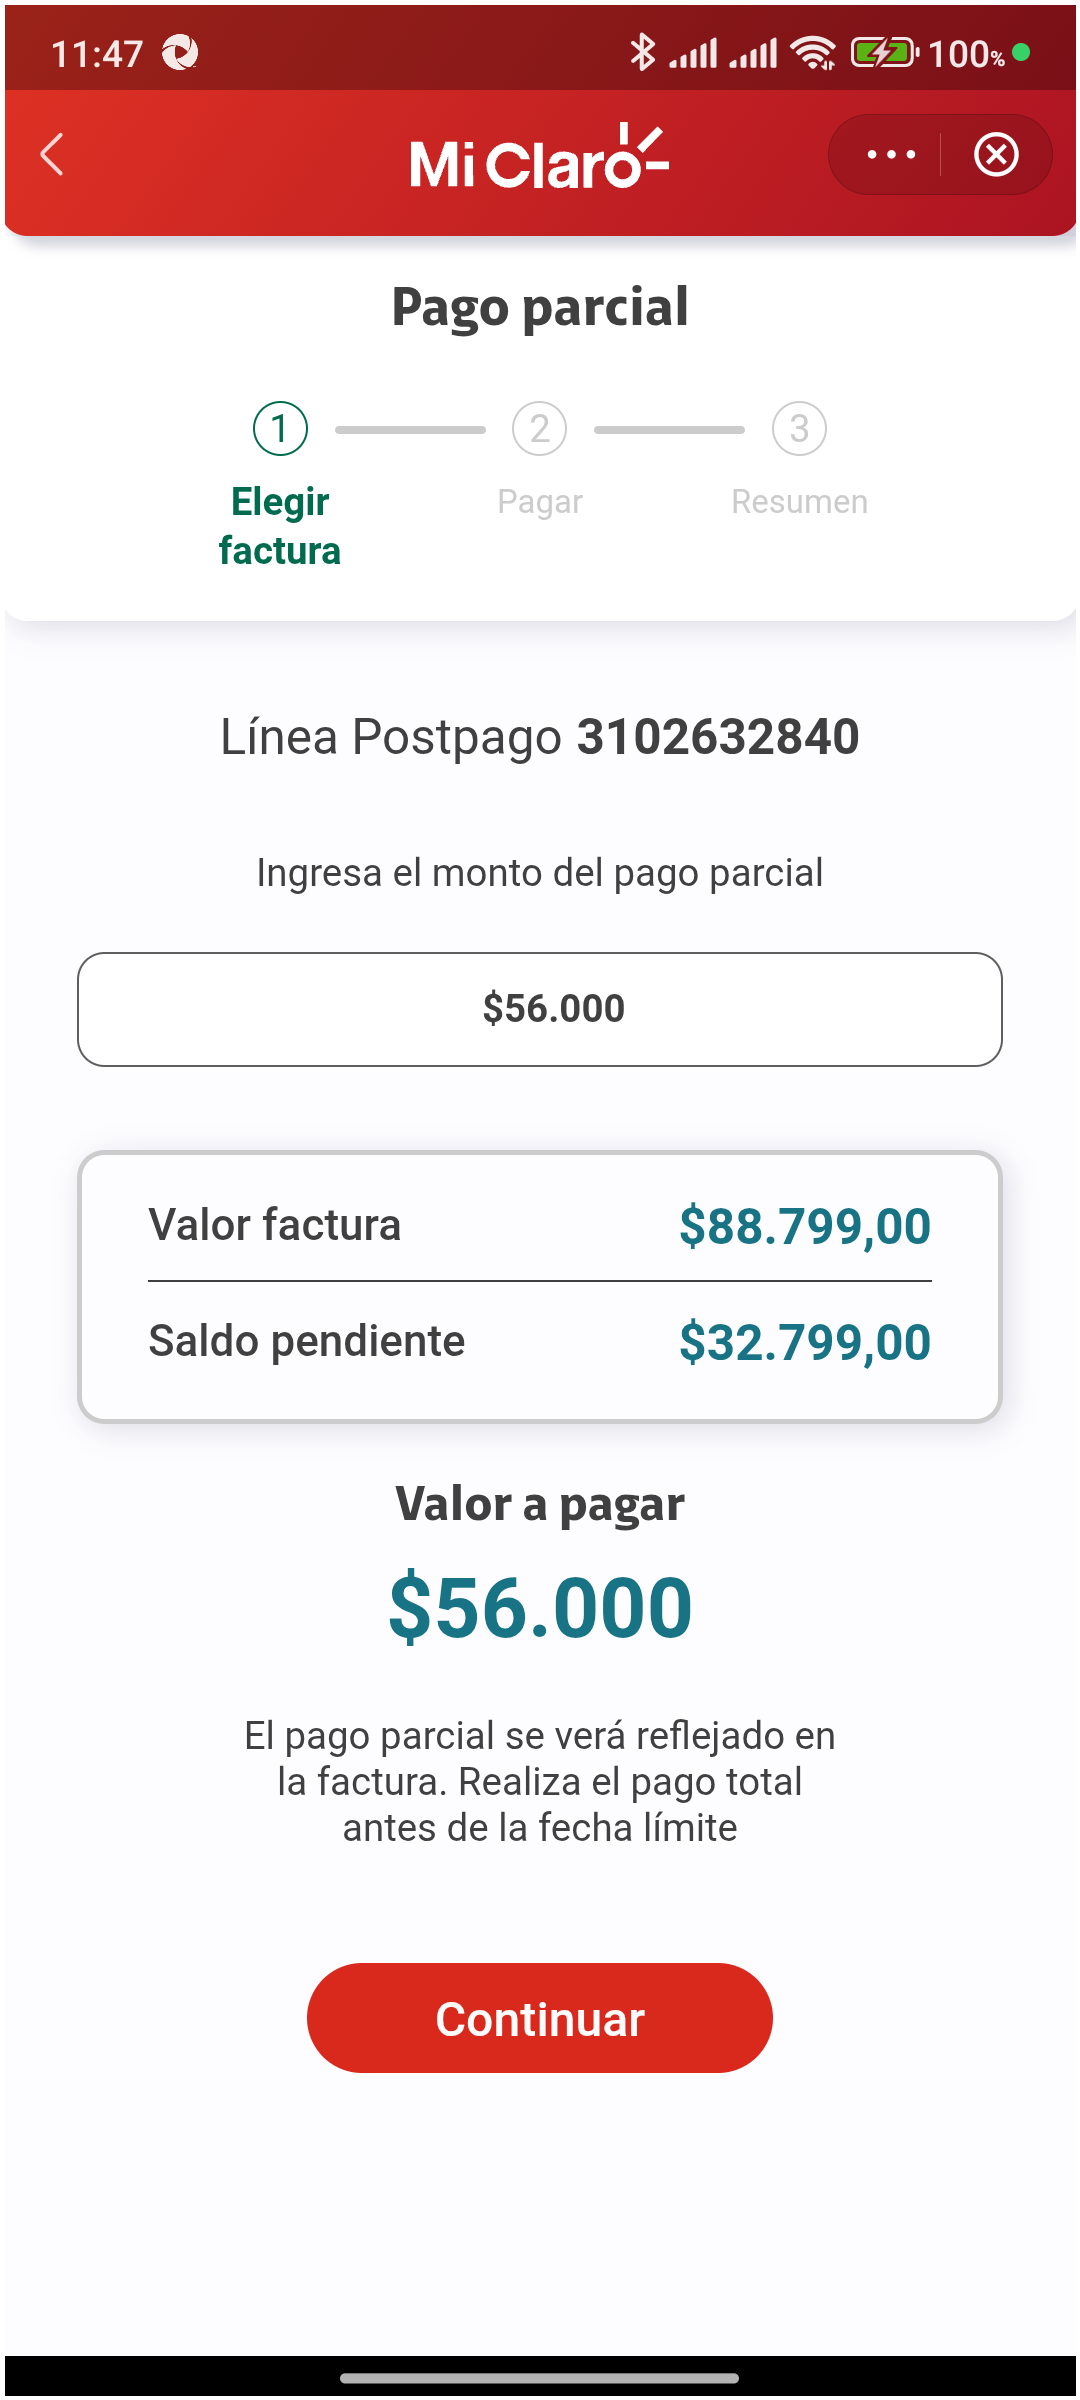 11:47
100%
Mi Claro
Pago parcial
1
2
3
Elegir
factura
Pagar
Resumen
Línea Postpago 3102632840
Ingresa el monto del pago parcial
$56.000
Valor factura
$88.799,00
Saldo pendiente
$32.799,00
Valor a pagar
$56.000
El pago parcial se verá reflejado en
la factura. Realiza el pago total
antes de la fecha límite
Continuar